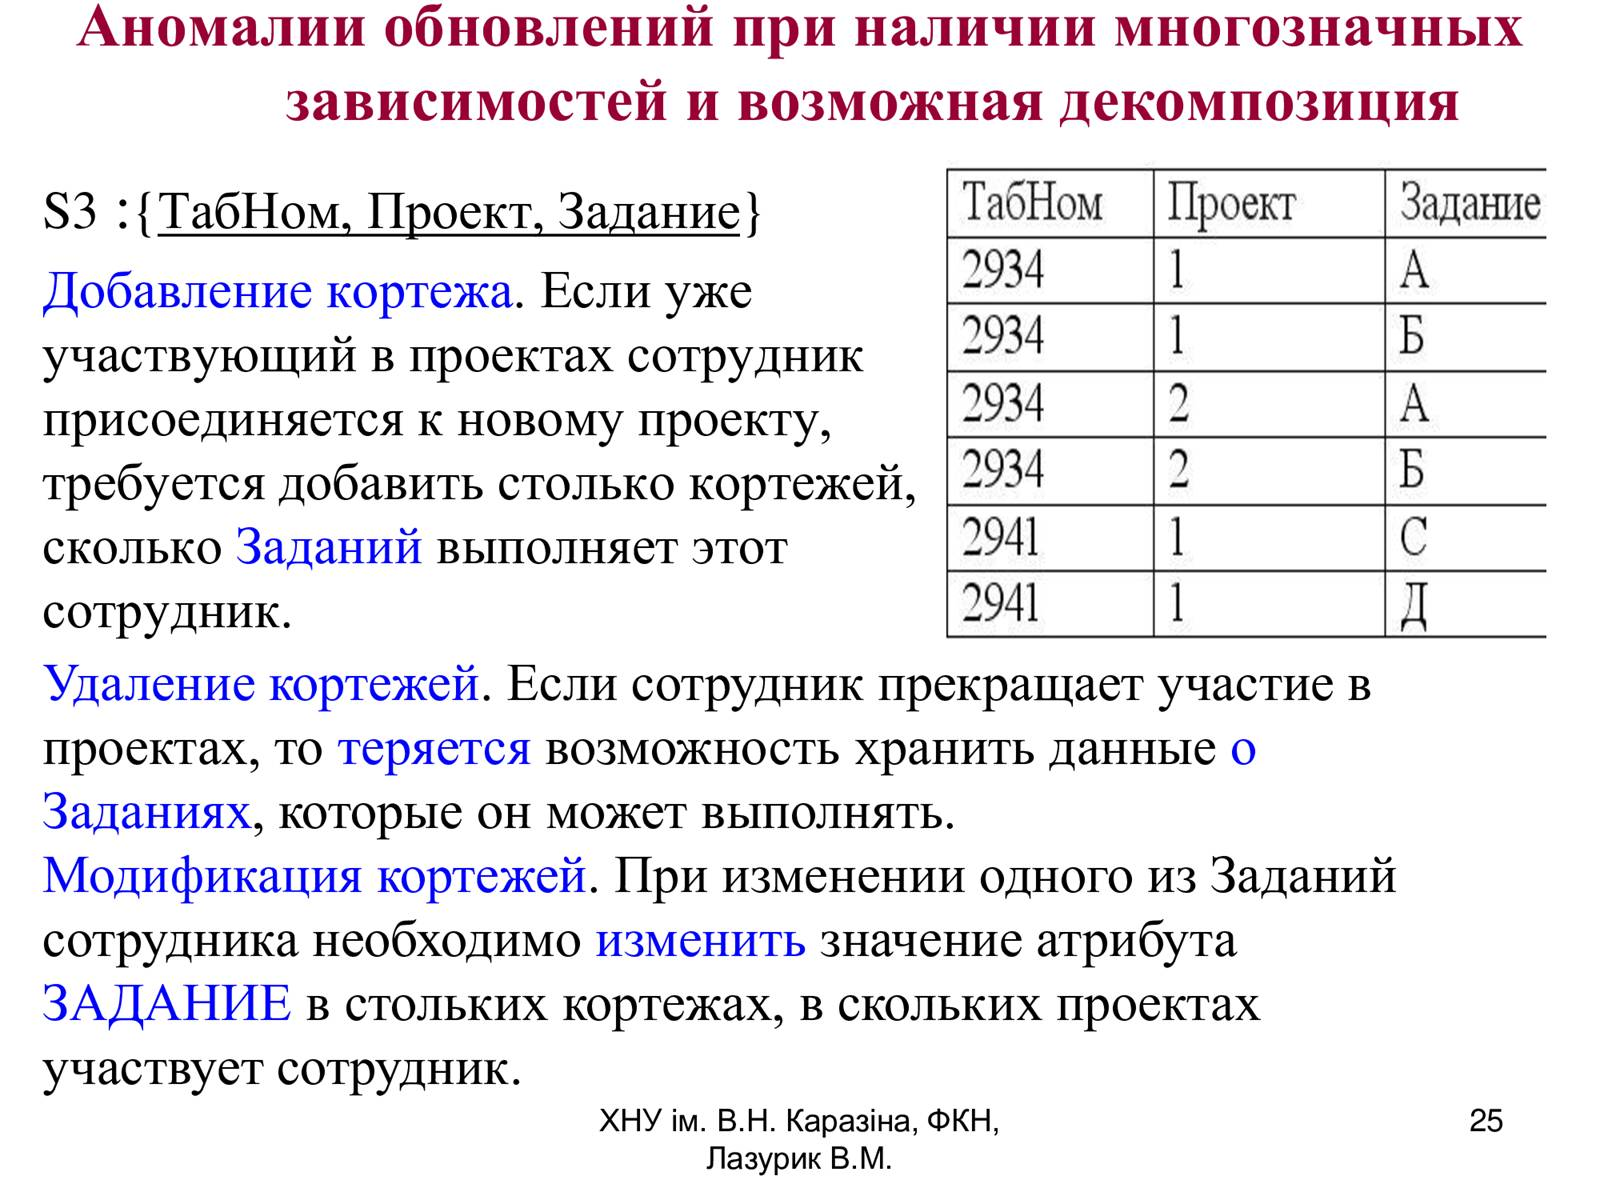 Аномалии обновлений при наличии многозначных
зависимостей и возможная декомпозиция
S3 :{ТабНом, Проект, Задание}
Добавление кортежа. Если уже
участвующий в проектах сотрудник
присоединяется к новому проекту,
требуется добавить столько кортежей,
сколько Заданий выполняет этот
сотрудник.
ТабНом Проект Задание
2934 1 А
2934 1 Б
2934 2 А
2934 2 Б
2941 1 С
2941 1 Д
Удаление кортежей. Если сотрудник прекращает участие в
проектах, то теряется возможность хранить данные о
Заданиях, которые он может выполнять.
Модификация кортежей. При изменении одного из Заданий
сотрудника необходимо изменить значение атрибута
ЗАДАНИЕ в стольких кортежах, в скольких проектах
участвует сотрудник.
ХНУ ім. В.Н. Каразіна, ФКН,
Лазурик В.М.
25